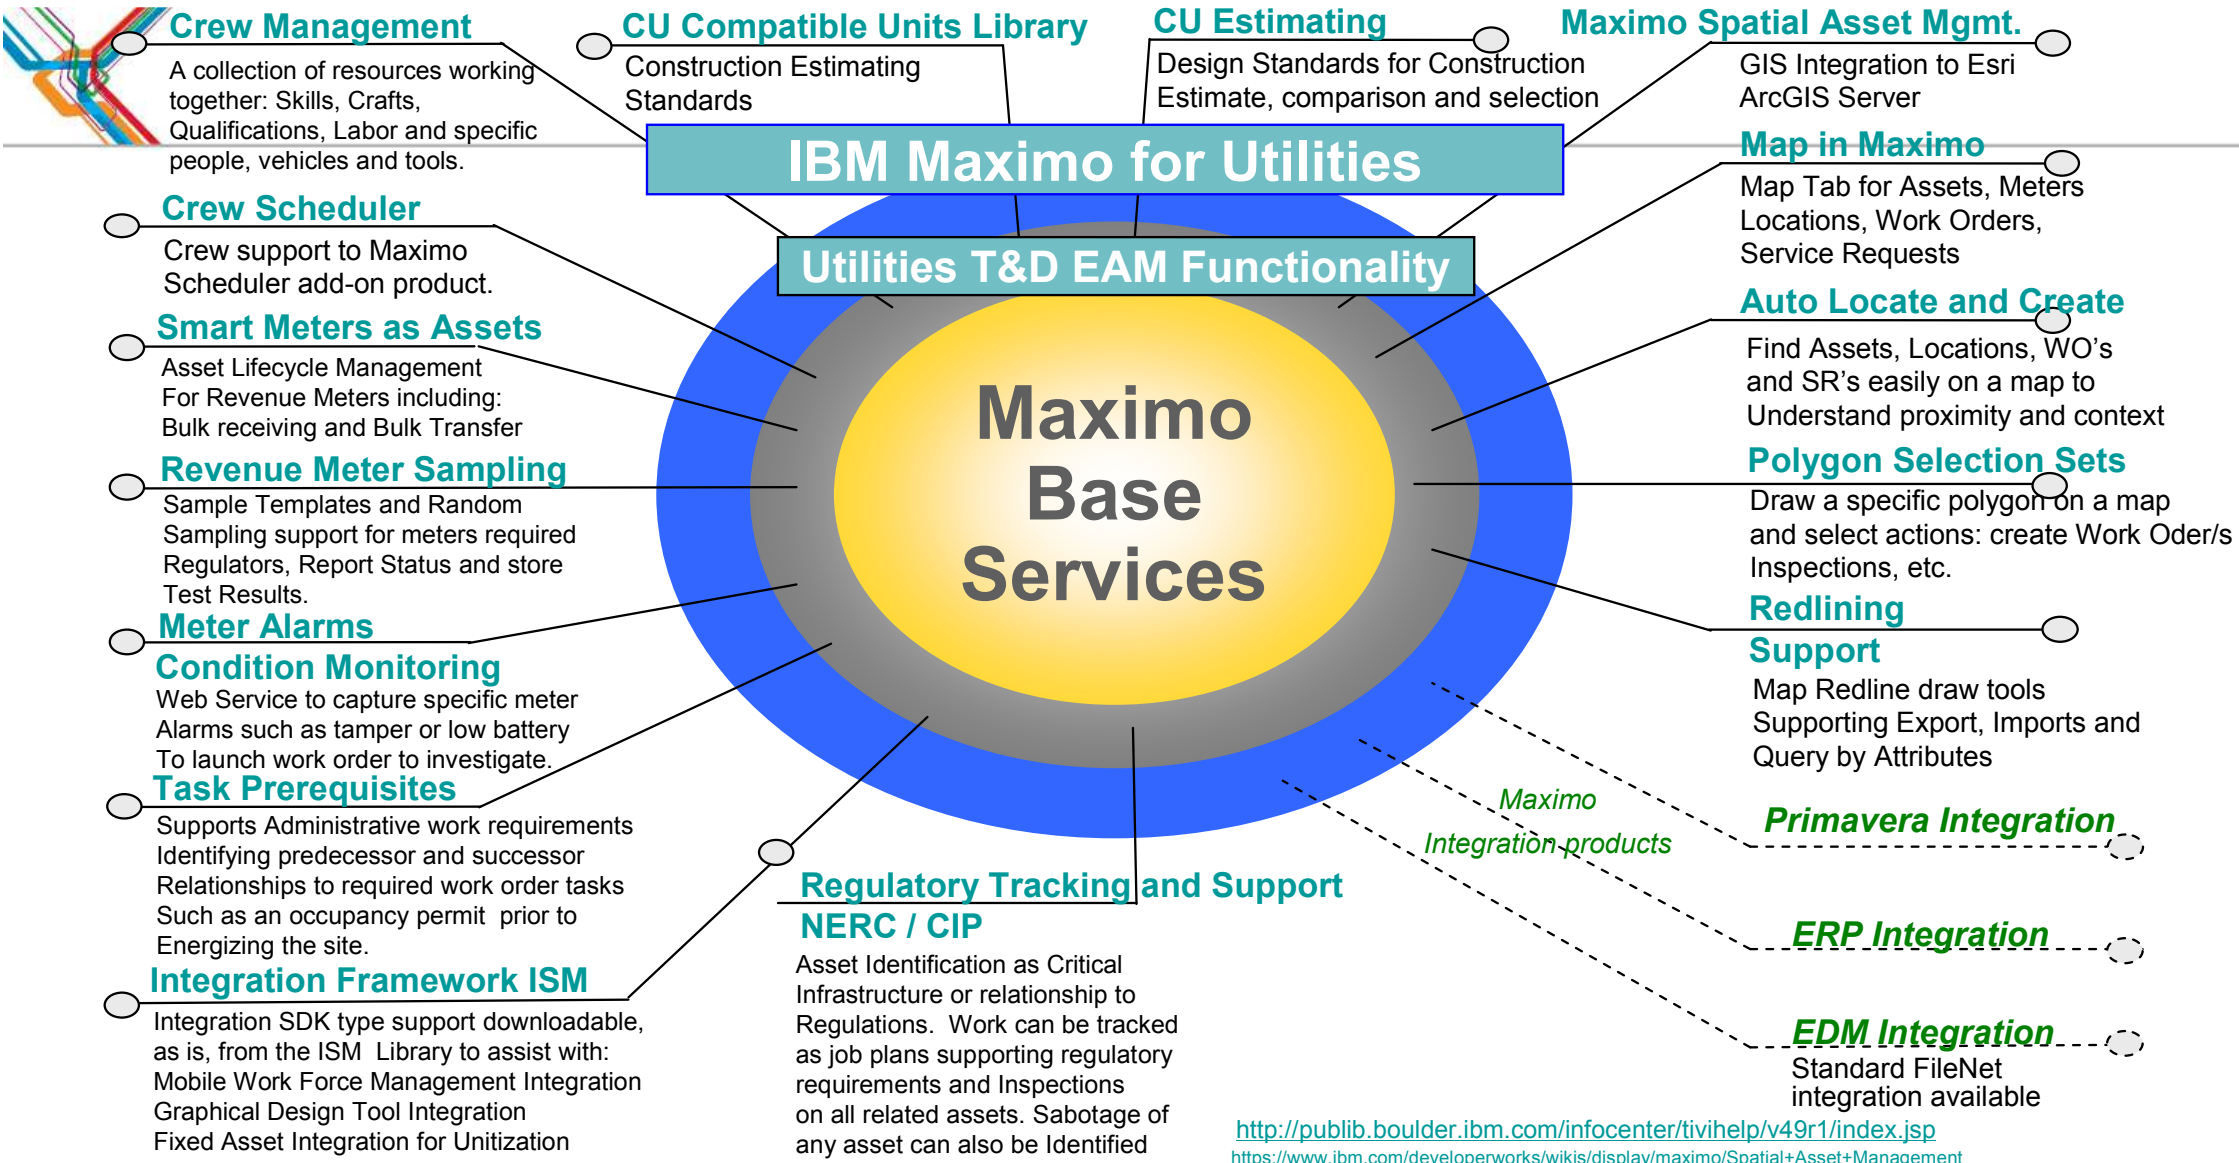 Crew Management
A collection of resources working
together: Skills, Crafts,
Qualifications, Labor and specific
people, vehicles and tools.
CU Compatible Units Library
Construction Estimating
Standards
CU Estimating
Design Standards for Construction
Estimate, comparison and selection
Maximo Spatial Asset Mgmt.
GIS Integration to Esri
ArcGIS Server
IBM Maximo for Utilities
Utilities T&D EAM Functionality
Maximo
Base
Services
Crew Scheduler
Crew support to Maximo
Scheduler add-on product.
Smart Meters as Assets
Asset Lifecycle Management
For Revenue Meters including:
Bulk receiving and Bulk Transfer
Revenue Meter Sampling
Sample Templates and Random
Sampling support for meters required
Regulators, Report Status and store
Test Results.
Meter Alarms
Condition Monitoring
Web Service to capture specific meter
Alarms such as tamper or low battery
To launch work order to investigate.
Task Prerequisites
Supports Administrative work requirements
Identifying predecessor and successor
Relationships to required work order tasks
Such as an occupancy permit prior to
Energizing the site.
Integration Framework ISM
Integration SDK type support downloadable,
as is, from the ISM Library to assist with:
Mobile Work Force Management Integration
Graphical Design Tool Integration
Fixed Asset Integration for Unitization
Regulatory Tracking and Support
NERC / CIP
Asset Identification as Critical
Infrastructure or relationship to
Regulations. Work can be tracked
as job plans supporting regulatory
requirements and Inspections
on all related assets. Sabotage of
any asset can also be Identified
Map in Maximo
Map Tab for Assets, Meters
Locations, Work Orders,
Service Requests
Auto Locate and Create
Find Assets, Locations, WO's
and SR's easily on a map to
Understand proximity and context
Polygon Selection Sets
Draw a specific polygon on a map
and select actions: create Work Oder/s
Inspections, etc.
Redlining
Support
Map Redline draw tools
Supporting Export, Imports and
Query by Attributes
Maximo
Integration products
Primavera Integration
ERP Integration
EDM Integration
Standard FileNet
integration available
http://publib.boulder.ibm.com/infocenter/tivihelp/v49r1/index.jsp
https://www.ibm.com/developerworks/wikis/display/maximo/Spatial+Asset+Management